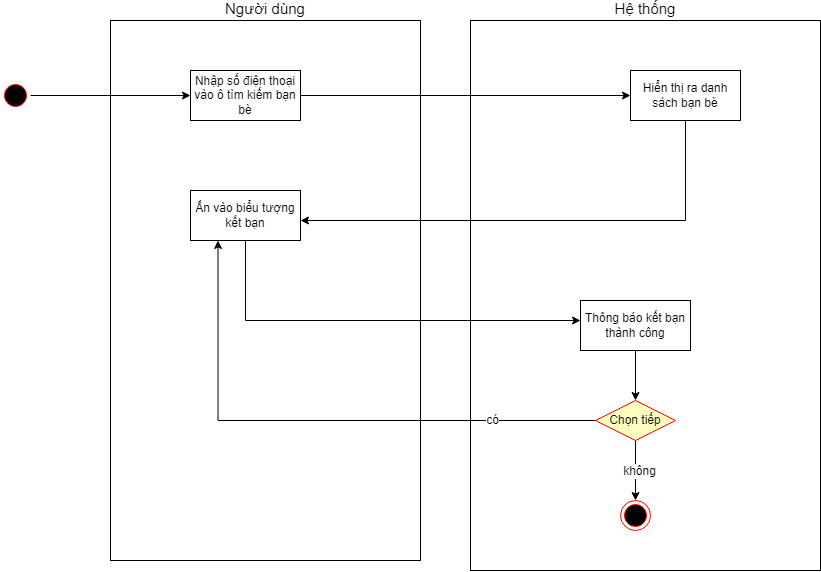 Người dùng
Hệ thống
Nhập số điện thoại
vào ô tìm kiếm bạn
bè
Hiển thị ra danh
sách bạn bè
Ấn vào biểu tượng
kết bạn
Thông báo kết bạn
thành công
có
Chọn tiếp
không